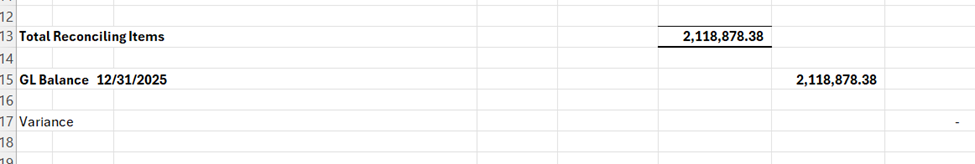 12
13 Total Reconciling Items 2,118,878.38
14
15 GL Balance 12/31/2025 2,118,878.38
16
17 Variance -
18
19